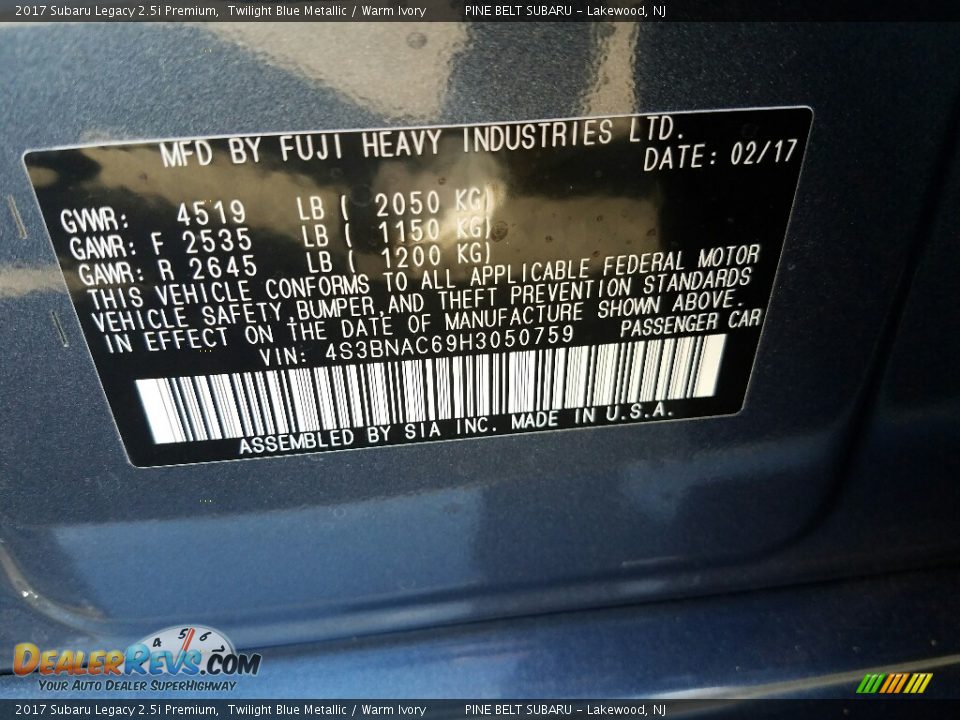 2017 Subaru Legacy 2.5i Premium, Twilight Blue Metallic / Warm Ivory PINE BELT SUBARU - Lakewood, NJ
MFD BY FUJI HEAVY INDUSTRIES LTD.
DATE: 02/17
GVWR: 4519 LB ( 2050 KG)
GAWR: F 2535 LB ( 1150 KG)
GAWR: R 2645 LB ( 1200 KG)
THIS VEHICLE CONFORMS TO ALL APPLICABLE FEDERAL MOTOR
VEHICLE SAFETY,BUMPER,AND THEFT PREVENTION STANDARDS
IN EFFECT ON THE DATE OF MANUFACTURE SHOWN ABOVE.
VIN: 4S3BNAC69H3050759 PASSENGER CAR
ASSEMBLED BY SIA INC. MADE IN U.S.A.
4 5 6 7
DEALERREVS.COM
YOUR AUTO DEALER SUPERHIGHWAY
2017 Subaru Legacy 2.5i Premium, Twilight Blue Metallic / Warm Ivory PINE BELT SUBARU - Lakewood, NJ